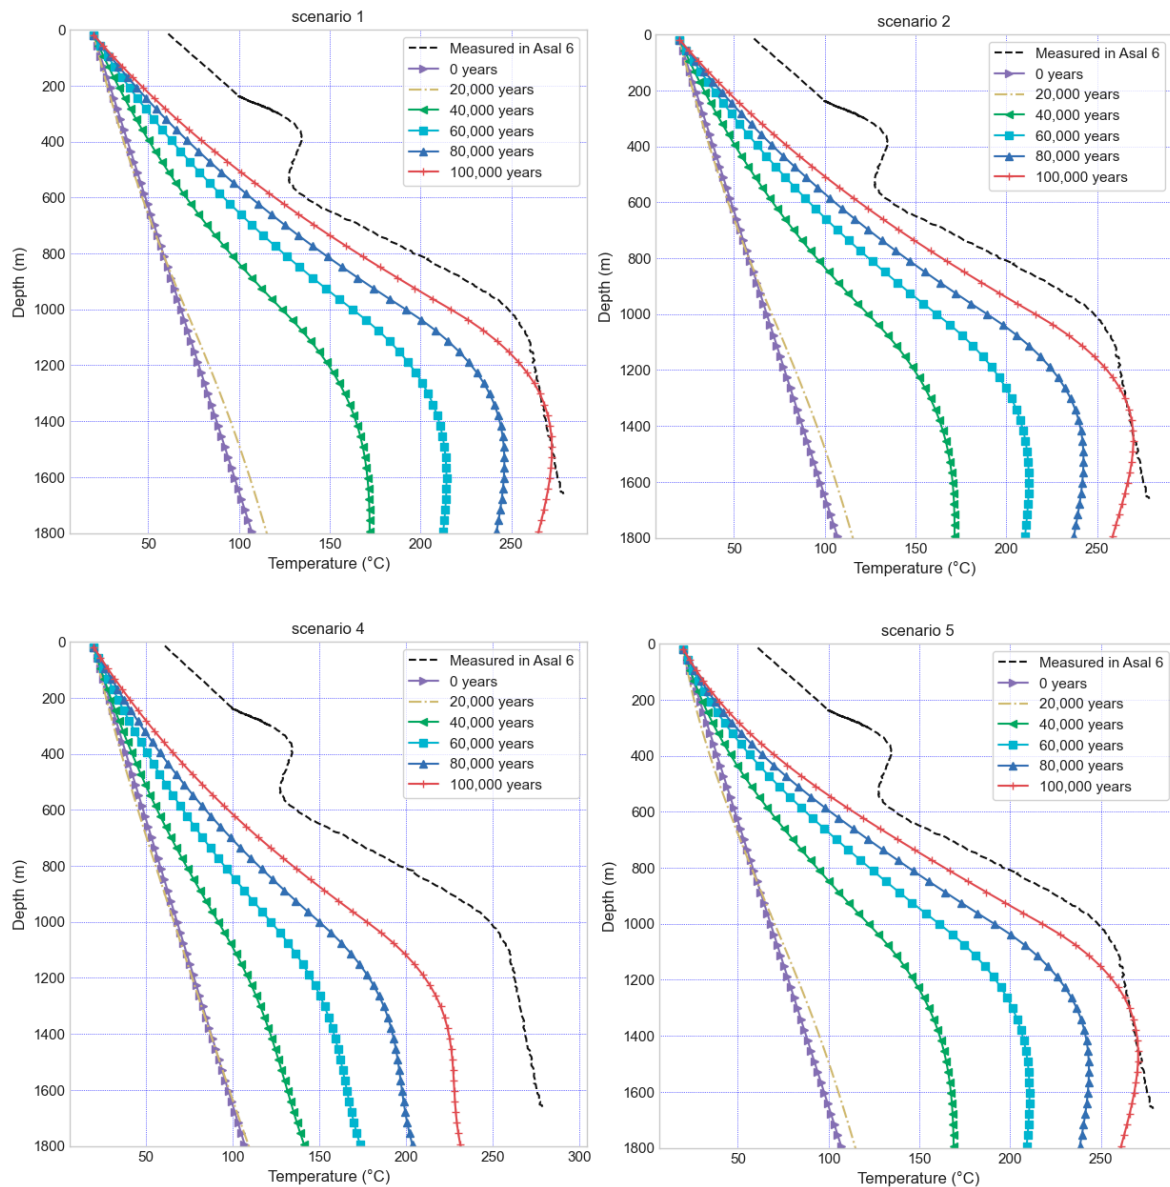 scenario 1
Measured in Asal 6
0 years
20,000 years
40,000 years
60,000 years
80,000 years
100,000 years
0
200
400
600
800
1000
1200
1400
1600
1800
Depth (m)
50
100
150
200
250
Temperature (°C)
scenario 2
Measured in Asal 6
0 years
20,000 years
40,000 years
60,000 years
80,000 years
100,000 years
0
200
400
600
800
1000
1200
1400
1600
1800
Depth (m)
50
100
150
200
250
Temperature (°C)
scenario 4
Measured in Asal 6
0 years
20,000 years
40,000 years
60,000 years
80,000 years
100,000 years
0
200
400
600
800
1000
1200
1400
1600
1800
Depth (m)
50
100
150
200
250
300
Temperature (°C)
scenario 5
Measured in Asal 6
0 years
20,000 years
40,000 years
60,000 years
80,000 years
100,000 years
0
200
400
600
800
1000
1200
1400
1600
1800
Depth (m)
50
100
150
200
250
Temperature (°C)